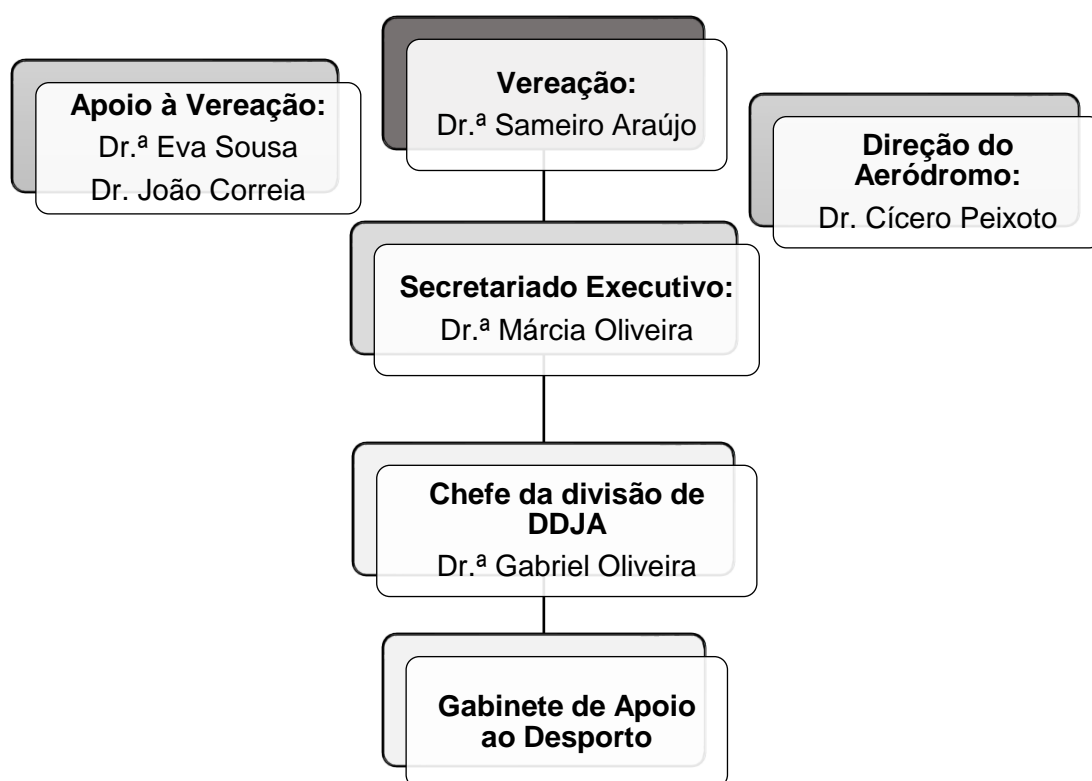 Apoio à Vereação:
Dr.ª Eva Sousa
Dr. João Correia
Vereação:
Dr.ª Sameiro Araújo
Direção do
Aeródromo:
Dr. Cícero Peixoto
Secretariado Executivo:
Dr.ª Márcia Oliveira
Chefe da divisão de
DDJA
Dr.ª Gabriel Oliveira
Gabinete de Apoio
ao Desporto